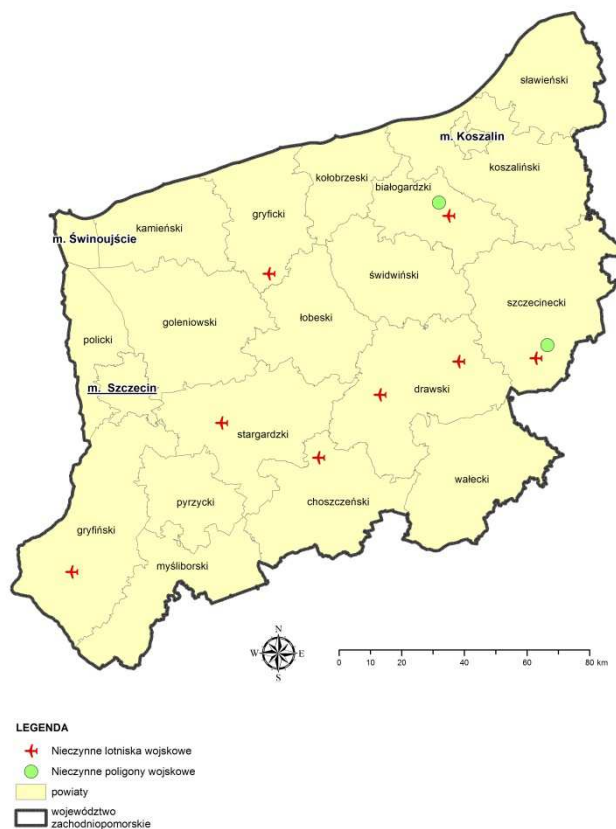 sławieński
m. Koszalin
koszaliński
kołobrzeski
białogardzki
gryficki
kamieński
m. Świnoujście
świdwiński
szczecinecki
goleniowski
łobeski
policki
m. Szczecin
drawski
stargardzki
wałecki
pyrzycki
choszczeński
gryfiński
myśliborski
N
W E
S
0 10 20 40 60 80 km
LEGENDA
Nieczynne lotniska wojskowe
Nieczynne poligony wojskowe
powiaty
województwo
zachodniopomorskie